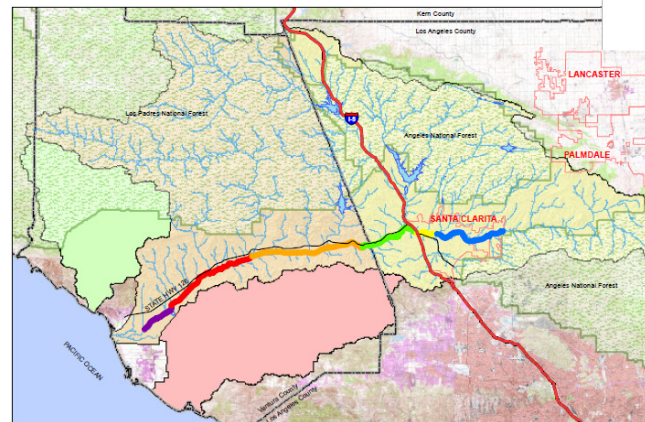 Kern County
Los Angeles County
LANCASTER
Los Padres National Forest
I-5
Angeles National Forest
PALMDALE
SANTA CLARITA
STATE HWY 126
Angeles National Forest
PACIFIC OCEAN
Ventura County
Los Angeles County